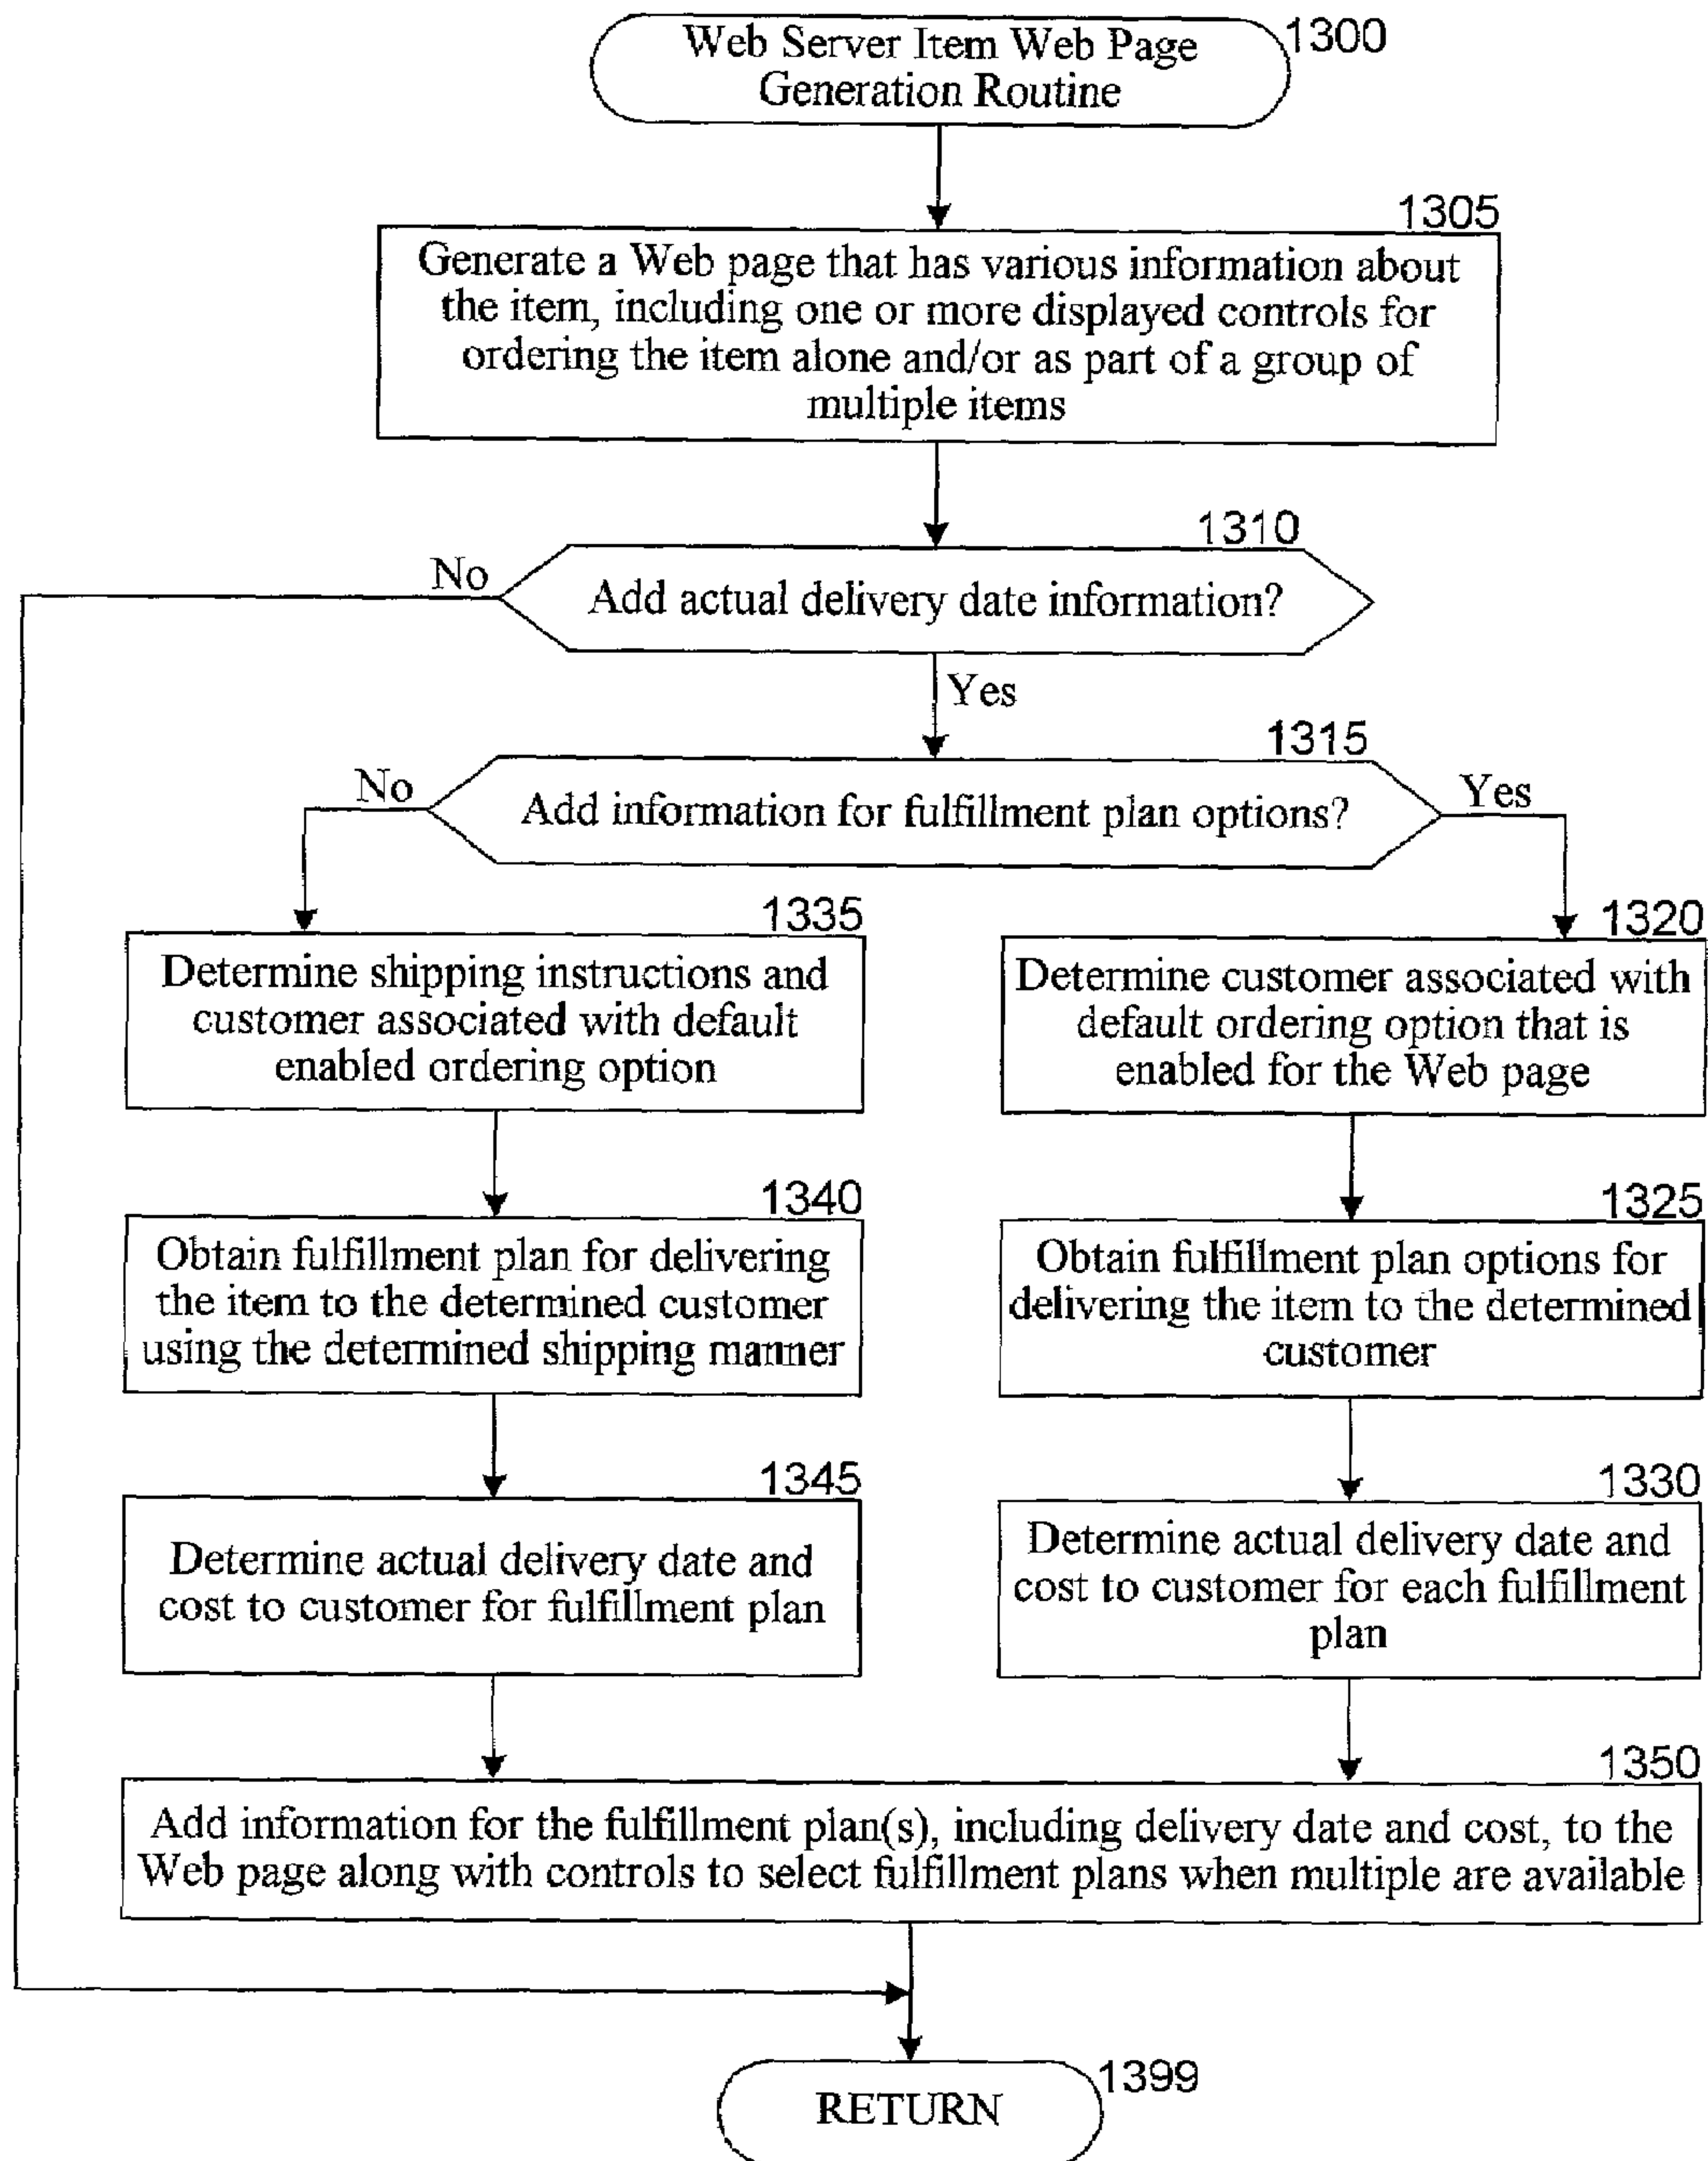 Web Server Item Web Page
Generation Routine
1300
1305
Generate a Web page that has various information about
the item, including one or more displayed controls for
ordering the item alone and/or as part of a group of
multiple items
1310
No
Add actual delivery date information?
Yes
1315
No
Add information for fulfillment plan options?
Yes
1335
Determine shipping instructions and
customer associated with default
enabled ordering option
1320
Determine customer associated with
default ordering option that is
enabled for the Web page
1340
Obtain fulfillment plan for delivering
the item to the determined customer
using the determined shipping manner
1325
Obtain fulfillment plan options for
delivering the item to the determined
customer
1345
Determine actual delivery date and
cost to customer for fulfillment plan
1330
Determine actual delivery date and
cost to customer for each fulfillment
plan
1350
Add information for the fulfillment plan(s), including delivery date and cost, to the
Web page along with controls to select fulfillment plans when multiple are available
RETURN
1399